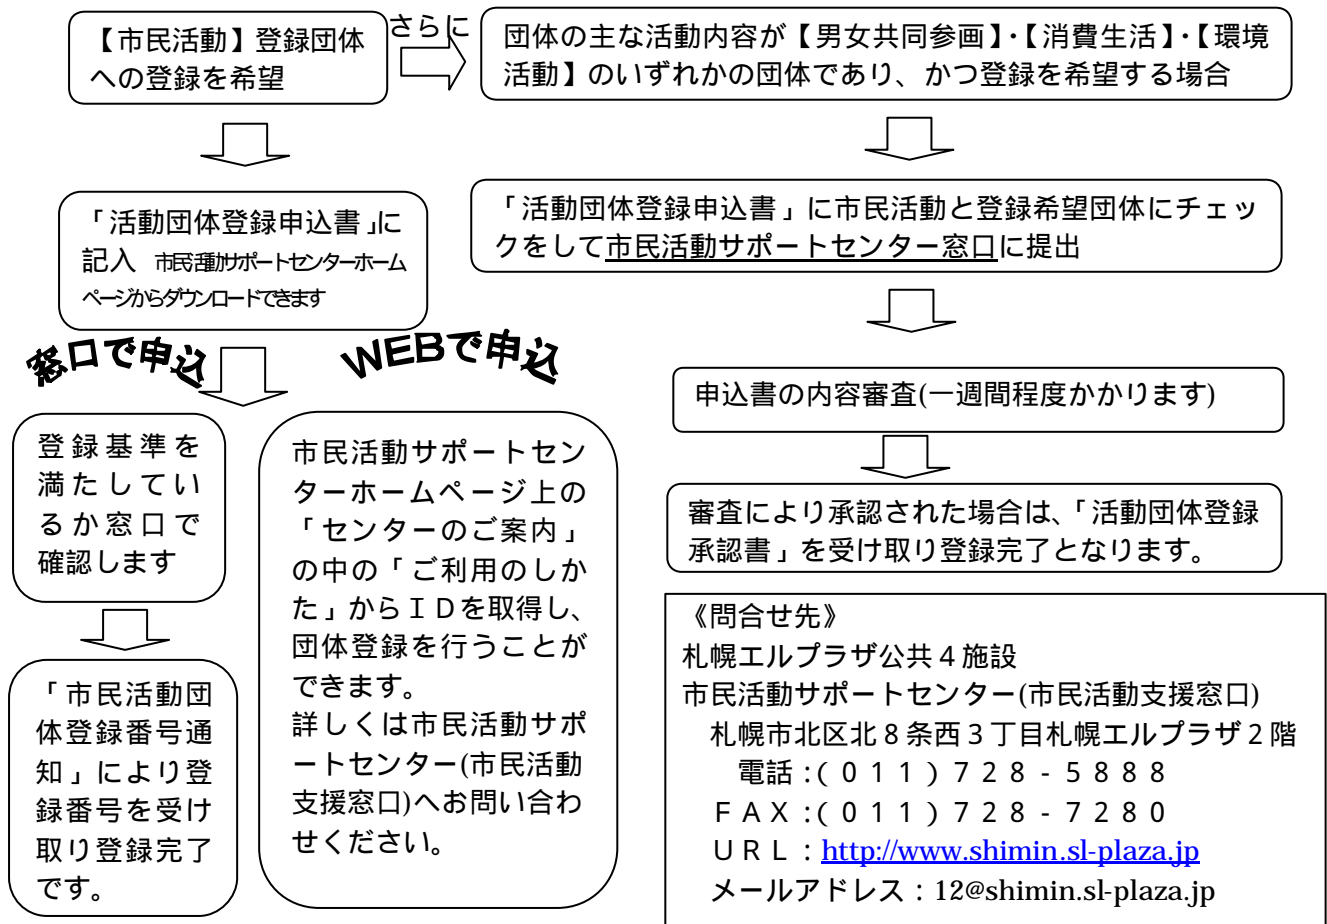 【市民活動】登録団体
への登録を希望
さらに
団体の主な活動内容が【男女共同参画】・【消費生活】・【環境
活動】のいずれかの団体であり、かつ登録を希望する場合
「活動団体登録申込書」に
記入　市民活動サポートセンターホーム
ページからダウンロードできます
「活動団体登録申込書」に市民活動と登録希望団体にチェッ
クをして市民活動サポートセンター窓口に提出
窓口で申込
WEBで申込
登録基準を
満たしてい
るか窓口で
確認します
「市民活動団
体登録番号通
知」により登
録番号を受け
取り登録完了
です。
市民活動サポートセン
ターホームページ上の
「センターのご案内」
の中の「ご利用のしか
た」からＩＤを取得し、
団体登録を行うことが
できます。
詳しくは市民活動サポ
ートセンター(市民活動
支援窓口)へお問い合わ
せください。
申込書の内容審査(一週間程度かかります)
審査により承認された場合は、「活動団体登録
承認書」を受け取り登録完了となります。
《問合せ先》
札幌エルプラザ公共４施設
市民活動サポートセンター(市民活動支援窓口)
札幌市北区北８条西３丁目札幌エルプラザ２階
電話：(０１１)７２８-５８８８
ＦＡＸ：(０１１)７２８-７２８０
ＵＲＬ：http://www.shimin.sl-plaza.jp
メールアドレス：12@shimin.sl-plaza.jp